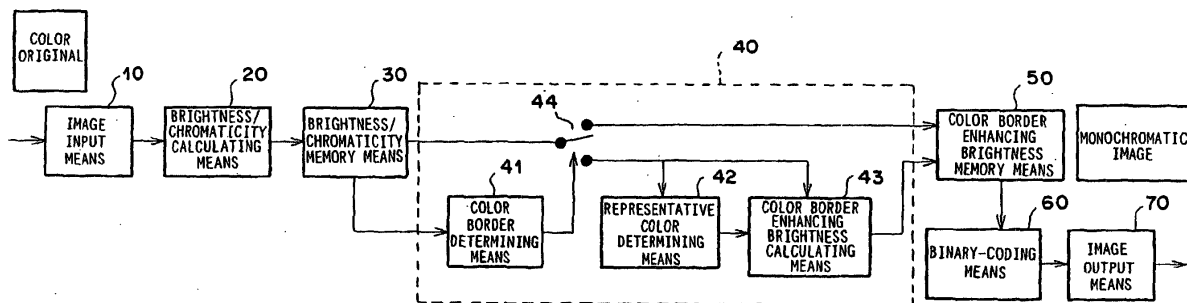 COLOR
ORIGINAL
10
IMAGE
INPUT
MEANS
20
BRIGHTNESS/
CHROMATICITY
CALCULATING
MEANS
30
BRIGHTNESS/
CHROMATICITY
MEMORY MEANS
40
44
41
COLOR
BORDER
DETERMINING
MEANS
42
REPRESENTATIVE
COLOR
DETERMINING
MEANS
43
COLOR BORDER
ENHANCING
BRIGHTNESS
CALCULATING
MEANS
50
COLOR BORDER
ENHANCING
BRIGHTNESS
MEMORY MEANS
MONOCHROMATIC
IMAGE
60
BINARY-CODING
MEANS
70
IMAGE
OUTPUT
MEANS